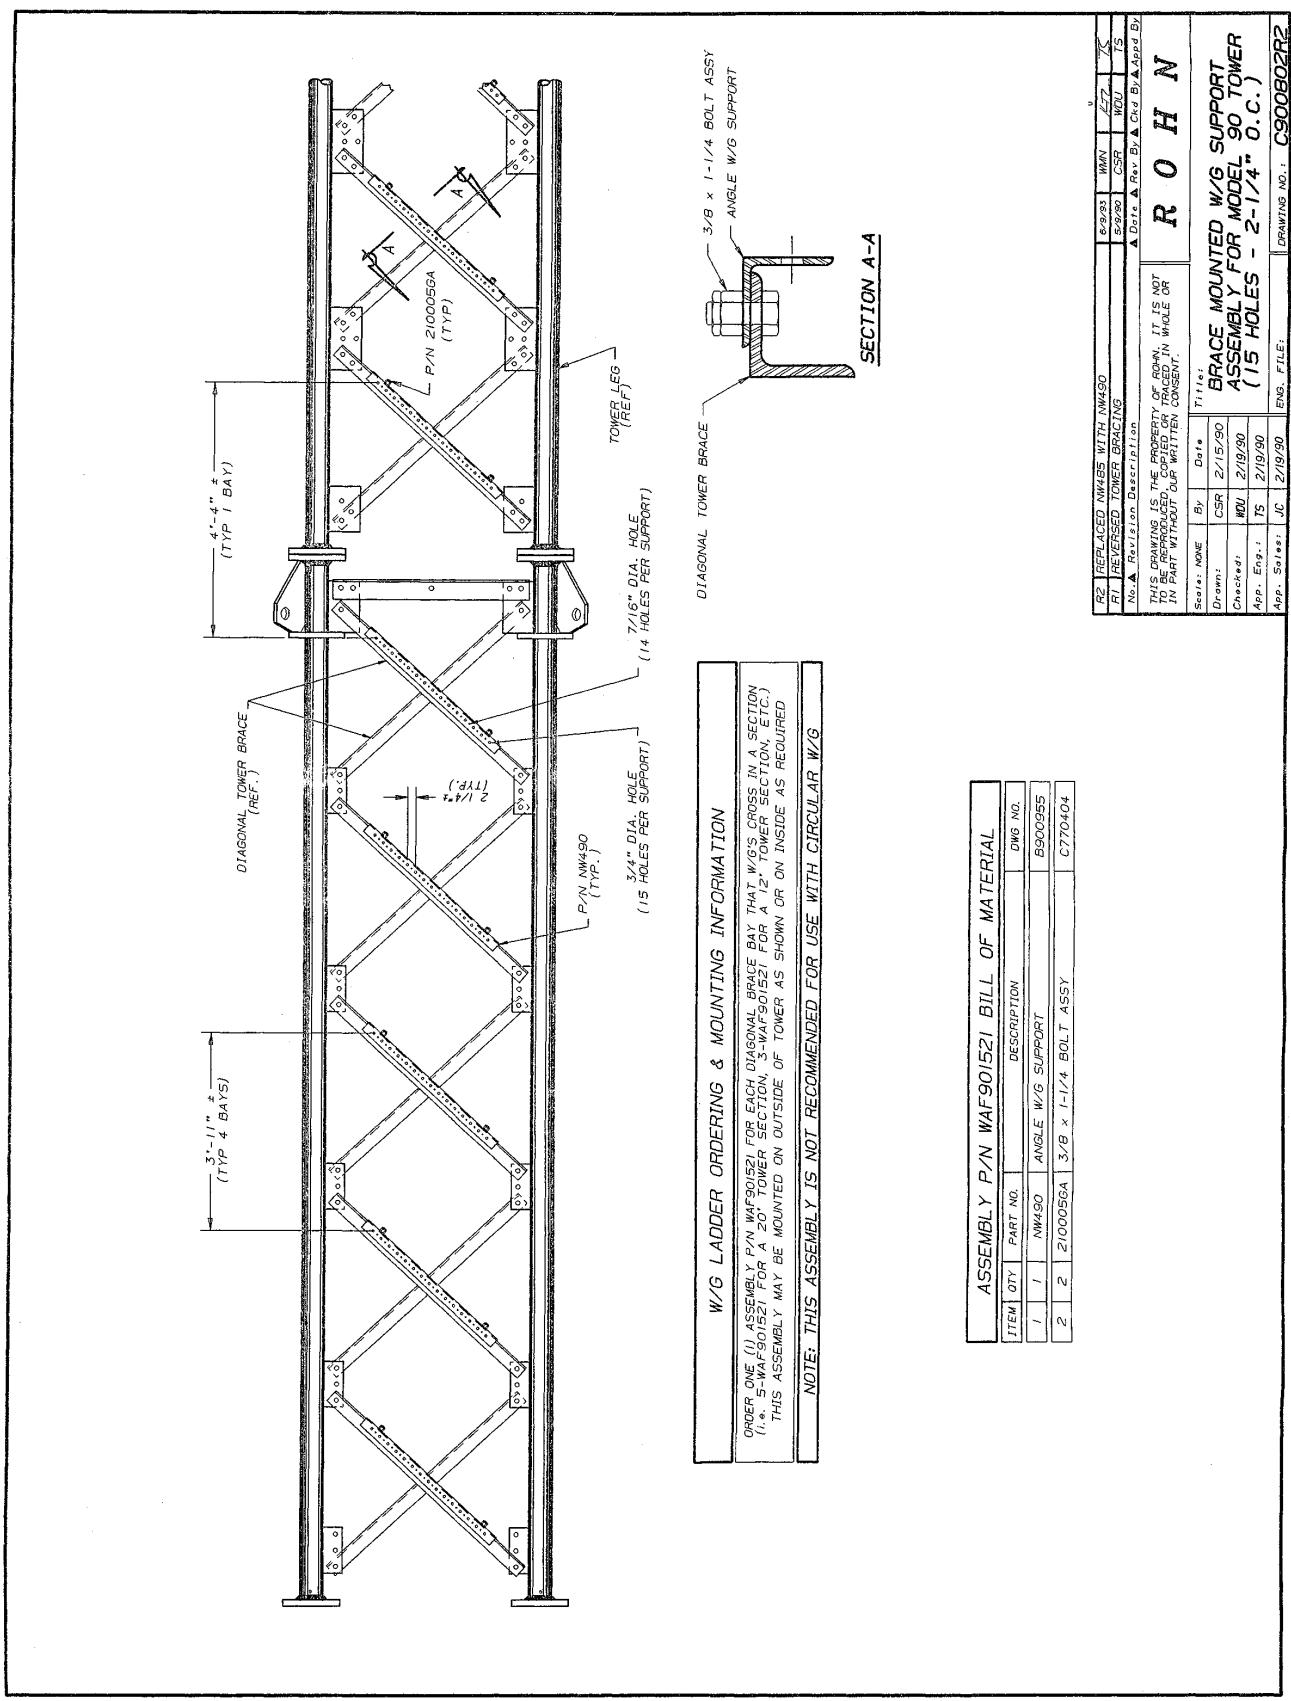 4'-4" ±
(TYP 1 BAY)
3'-11" ±
(TYP 4 BAYS)
DIAGONAL TOWER BRACE
(REF.)
2 1/4"±
(TYP.)
A
A
P/N 210005GA
(TYP)
TOWER LEG
(REF)
7/16" DIA. HOLE
(14 HOLES PER SUPPORT)
3/4" DIA. HOLE
(15 HOLES PER SUPPORT)
P/N NW490
(TYP.)
3/8 x 1-1/4 BOLT ASSY
ANGLE W/G SUPPORT
DIAGONAL TOWER BRACE
SECTION A-A
W/G LADDER ORDERING & MOUNTING INFORMATION
ORDER ONE (1) ASSEMBLY P/N WAF901521 FOR EACH DIAGONAL BRACE BAY THAT W/G'S CROSS IN A SECTION
(i.e. 5-WAF901521 FOR A 20' TOWER SECTION, 3-WAF901521 FOR A 12' TOWER SECTION, ETC.)
THIS ASSEMBLY MAY BE MOUNTED ON OUTSIDE OF TOWER AS SHOWN OR ON INSIDE AS REQUIRED
NOTE: THIS ASSEMBLY IS NOT RECOMMENDED FOR USE WITH CIRCULAR W/G
ASSEMBLY P/N WAF901521 BILL OF MATERIAL
ITEM QTY PART NO. DESCRIPTION DWG NO.
1 1 NW490 ANGLE W/G SUPPORT B900955
2 2 210005GA 3/8 x 1-1/4 BOLT ASSY C770404
R2 REPLACED NW485 WITH NW490 6/9/93 WMN
R1 REVERSED TOWER BRACING 5/9/90 CSR WOU TS
No.▲ Revision Description ▲ Date ▲ Rev By ▲ Ckd By ▲ Appd By
THIS DRAWING IS THE PROPERTY OF ROHN. IT IS NOT
TO BE REPRODUCED, COPIED OR TRACED IN WHOLE OR
IN PART WITHOUT OUR WRITTEN CONSENT.
R O H N
Scale: NONE By Date
Drawn: CSR 2/15/90
Checked: WOU 2/19/90
App. Eng.: TS 2/19/90
App. Sales: JC 2/19/90
Title:
BRACE MOUNTED W/G SUPPORT
ASSEMBLY FOR MODEL 90 TOWER
(15 HOLES - 2-1/4" O.C.)
ENG. FILE:
DRAWING NO.: C900802R2